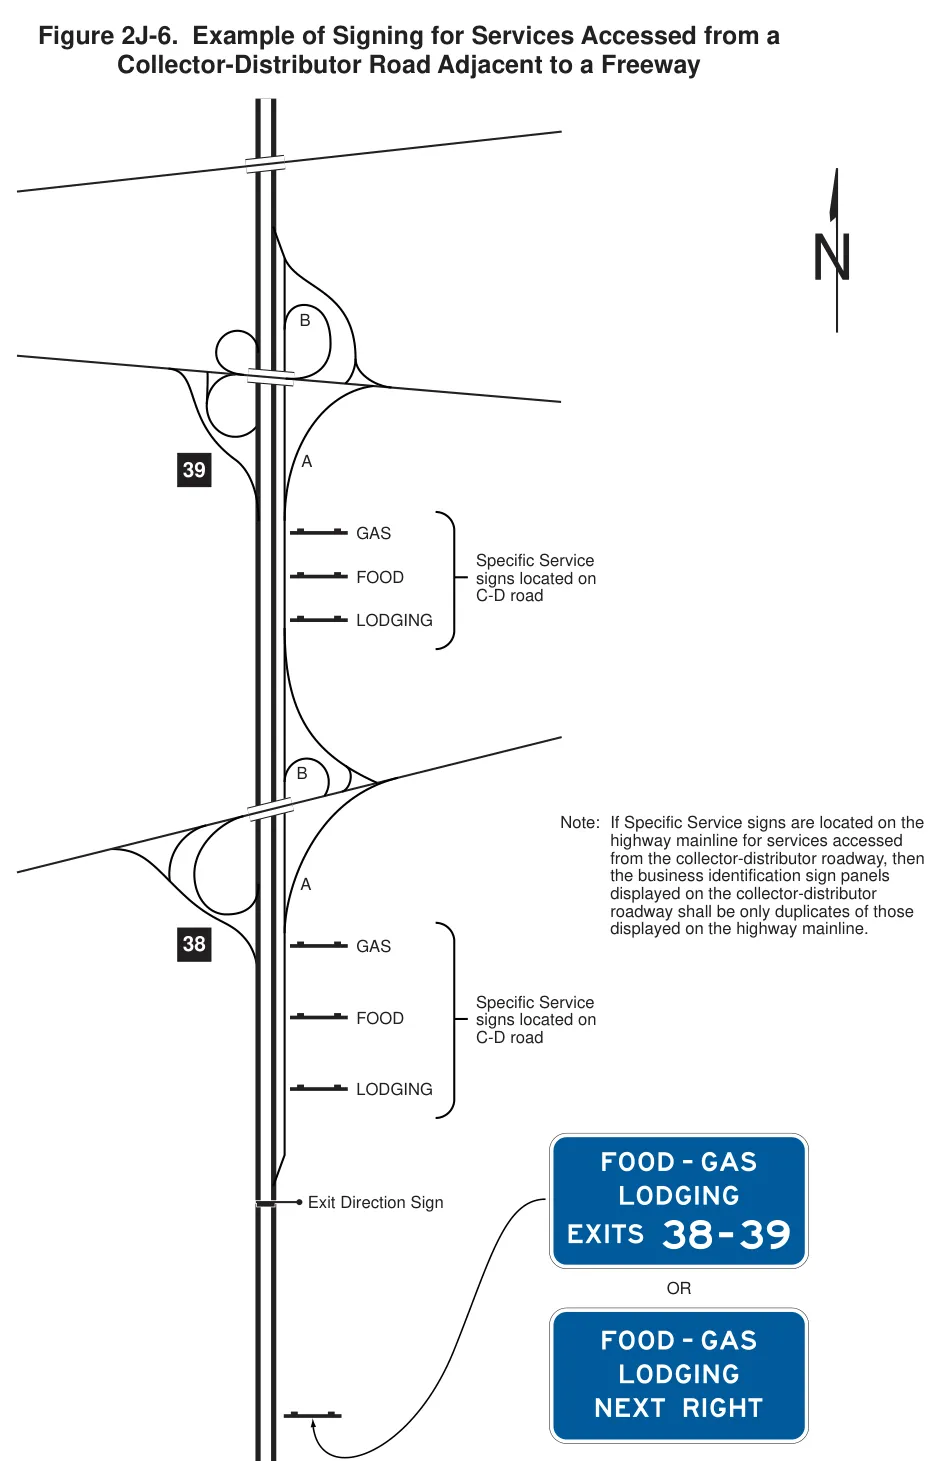 Figure 2J-6. Example of Signing for Services Accessed from a
Collector-Distributor Road Adjacent to a Freeway
N
B
39
A
GAS
FOOD
LODGING
Specific Service
signs located on
C-D road
B
Note: If Specific Service signs are located on the
highway mainline for services accessed
from the collector-distributor roadway, then
the business identification sign panels
displayed on the collector-distributor
roadway shall be only duplicates of those
displayed on the highway mainline.
A
38
GAS
FOOD
LODGING
Specific Service
signs located on
C-D road
Exit Direction Sign
FOOD - GAS
LODGING
EXITS 38-39
OR
FOOD - GAS
LODGING
NEXT RIGHT